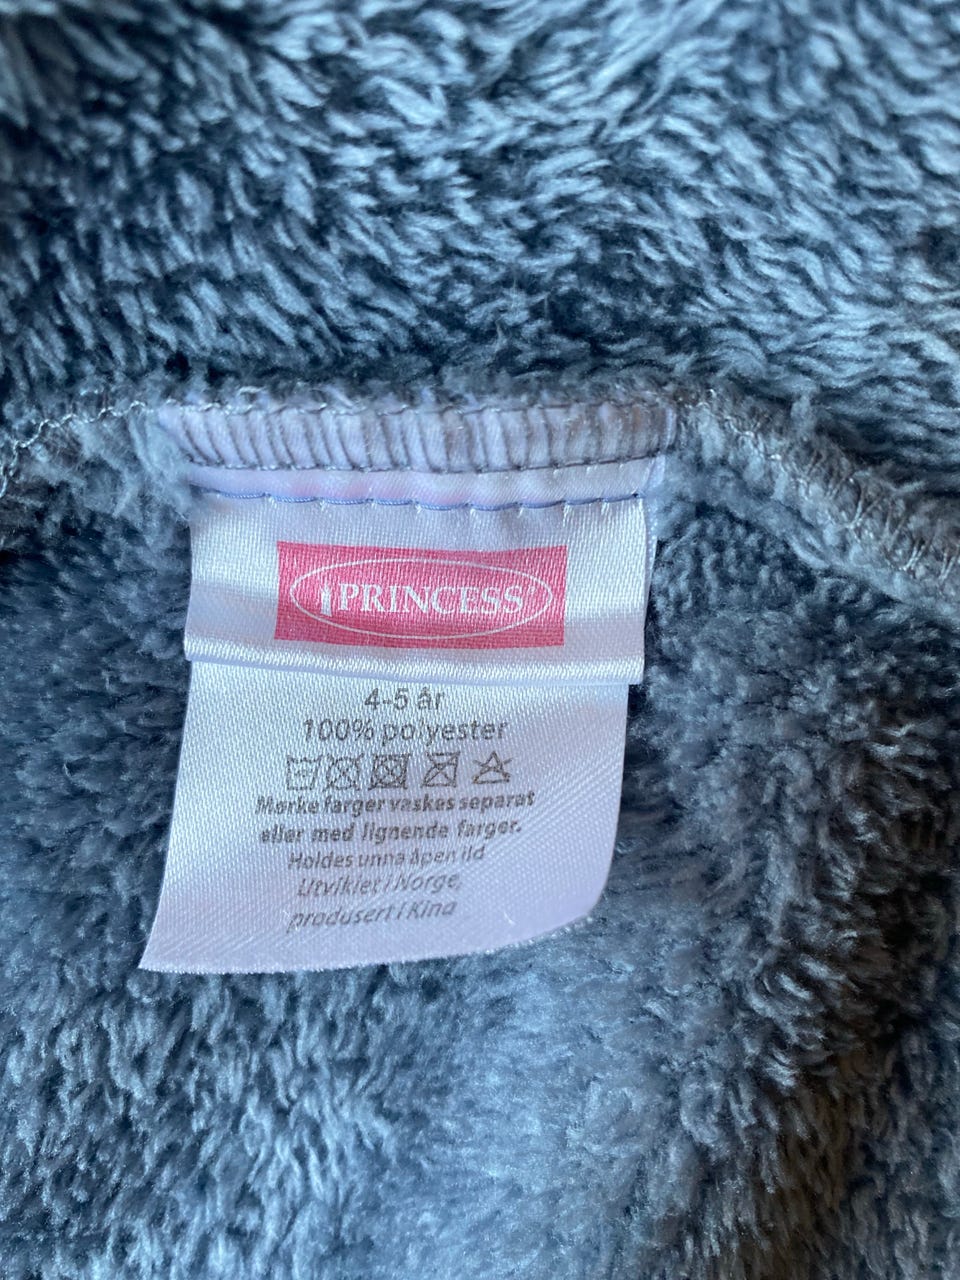 PRINCESS
4-5 år
100% polyester
Mørke farger vaskes separat
eller med lignende farger.
Holdes unna åpen ild
Utviklet i Norge,
produsert i Kina